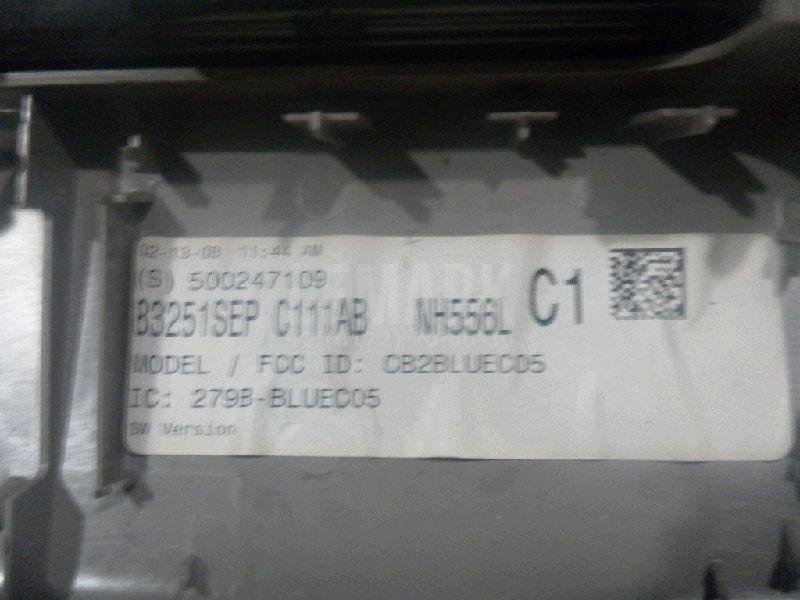 02-13-08 11:44 AM
(S) 500247109
83251SEP C111AB NH556L C1
MODEL / FCC ID: CB2BLUEC05
IC: 279B-BLUEC05
SW Version